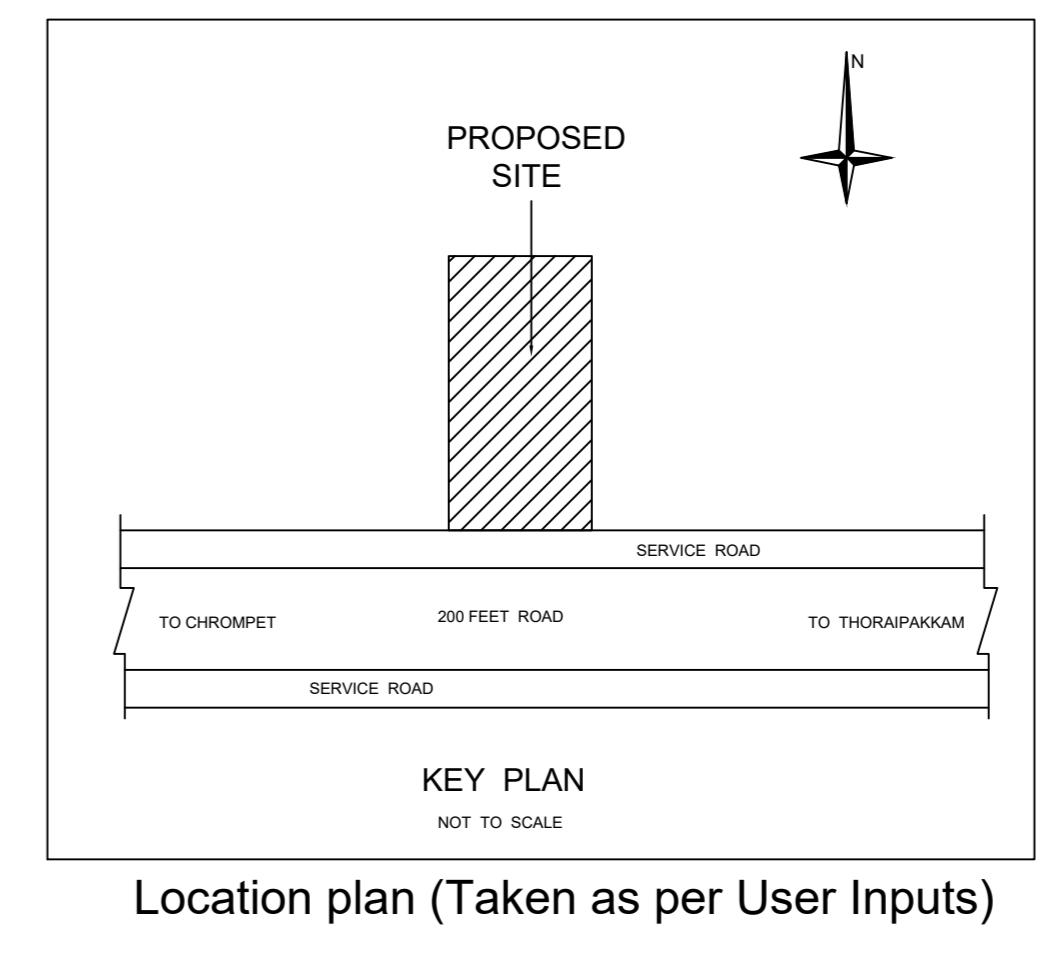 N
PROPOSED
SITE
SERVICE ROAD
TO CHROMPET
200 FEET ROAD
TO THORAIPAKKAM
SERVICE ROAD
KEY PLAN
NOT TO SCALE
Location plan (Taken as per User Inputs)